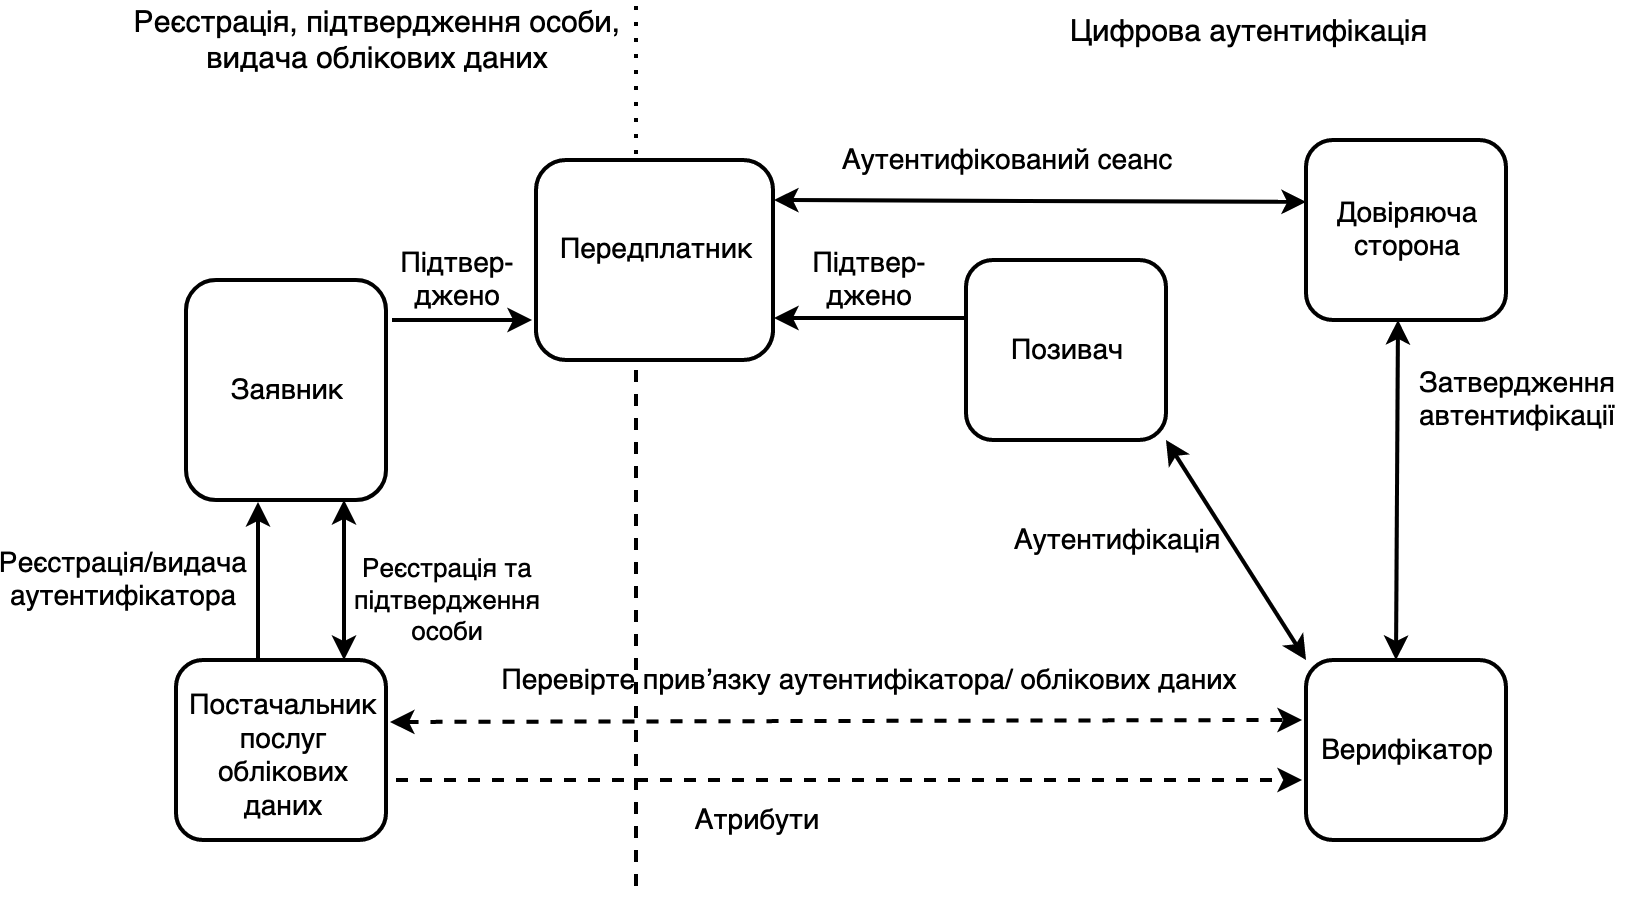 Реєстрація, підтвердження особи,
видача облікових даних
Цифрова аутентифікація
Аутентифікований сеанс
Довіряюча
сторона
Передплатник
Підтвер-
джено
Підтвер-
джено
Позивач
Заявник
Затвердження
автентифікації
Аутентифікація
Реєстрація/видача
аутентифікатора
Реєстрація та
підтвердження
особи
Перевірте прив’язку аутентифікатора/ облікових даних
Постачальник
послуг
облікових
даних
Верифікатор
Атрибути